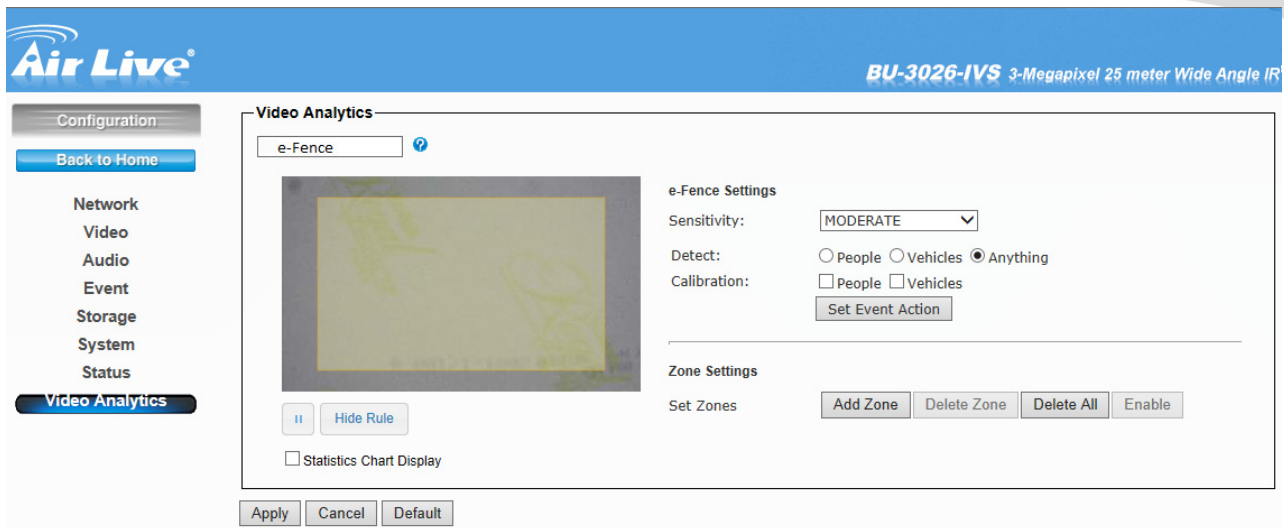 Air Live®
BU-3026-IVS 3-Megapixel 25 meter Wide Angle IR
Configuration
Back to Home
Network
Video
Audio
Event
Storage
System
Status
Video Analytics
Video Analytics
e-Fence ?
e-Fence Settings
Sensitivity: MODERATE
Detect: People Vehicles Anything
Calibration: People Vehicles
Set Event Action
Zone Settings
Set Zones Add Zone Delete Zone Delete All Enable
Hide Rule
Statistics Chart Display
Apply Cancel Default